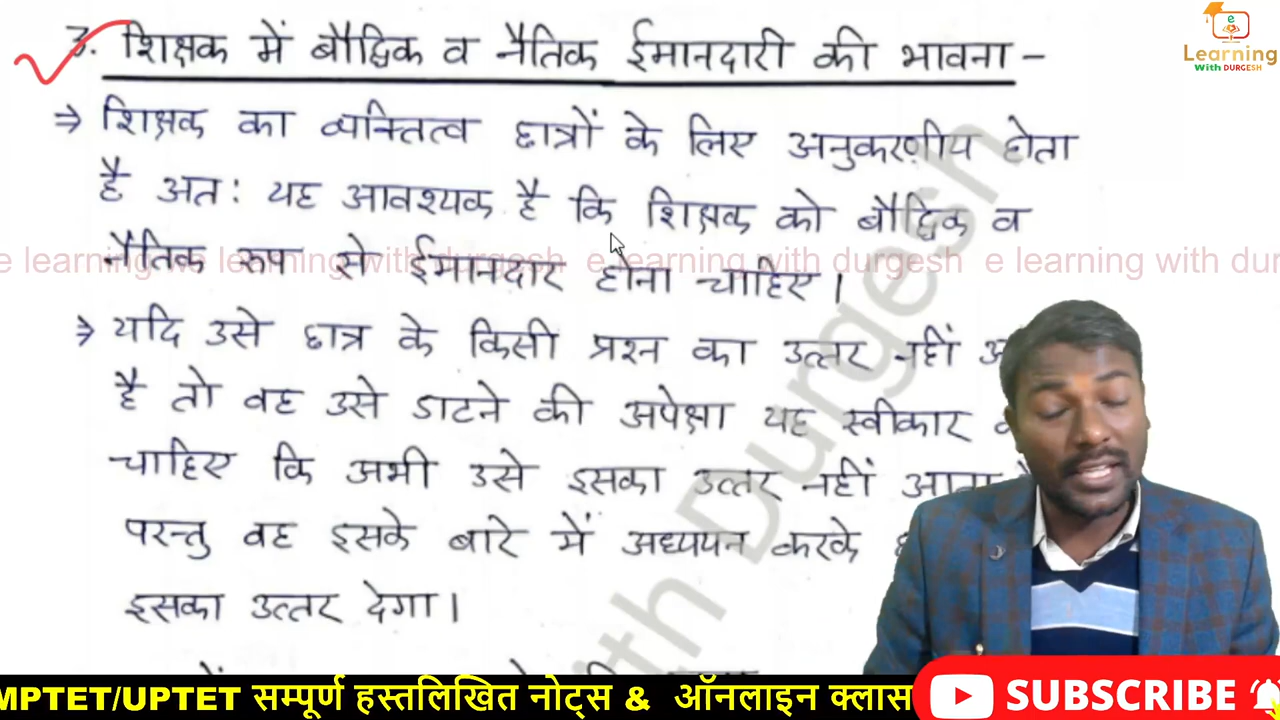 3. शिक्षक में बौद्धिक व नैतिक ईमानदारी की भावना -
e
Learning
With DURGESH
⇒ शिक्षक का व्यक्तित्व छात्रों के लिए अनुकरणीय होता
है अत: यह आवश्यक है कि शिक्षक को बौद्धिक व
नैतिक रूप से ईमानदार होना चाहिए।
e learning with durgesh e learning with dur
⇒ यदि उसे छात्र के किसी प्रश्न का उत्तर नहीं
है तो वह उसे डाटने की अपेक्षा यह स्वीकार
चाहिए कि अभी उसे इसका उत्तर नहीं आता
परन्तु वह इसके बारे में अध्ययन करके
इसका उत्तर देगा।
with Durgesh
MPTET/UPTET सम्पूर्ण हस्तलिखित नोट्स & ऑनलाइन क्लास
SUBSCRIBE